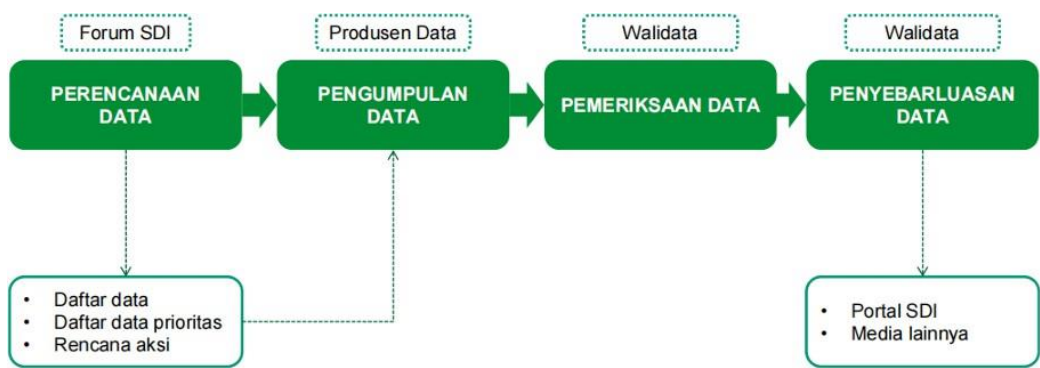 Forum SDI
PERENCANAAN
DATA
Produsen Data
PENGUMPULAN
DATA
Walidata
PEMERIKSAAN DATA
Walidata
PENYEBARLUASAN
DATA
• Daftar data
• Daftar data prioritas
• Rencana aksi
• Portal SDI
• Media lainnya